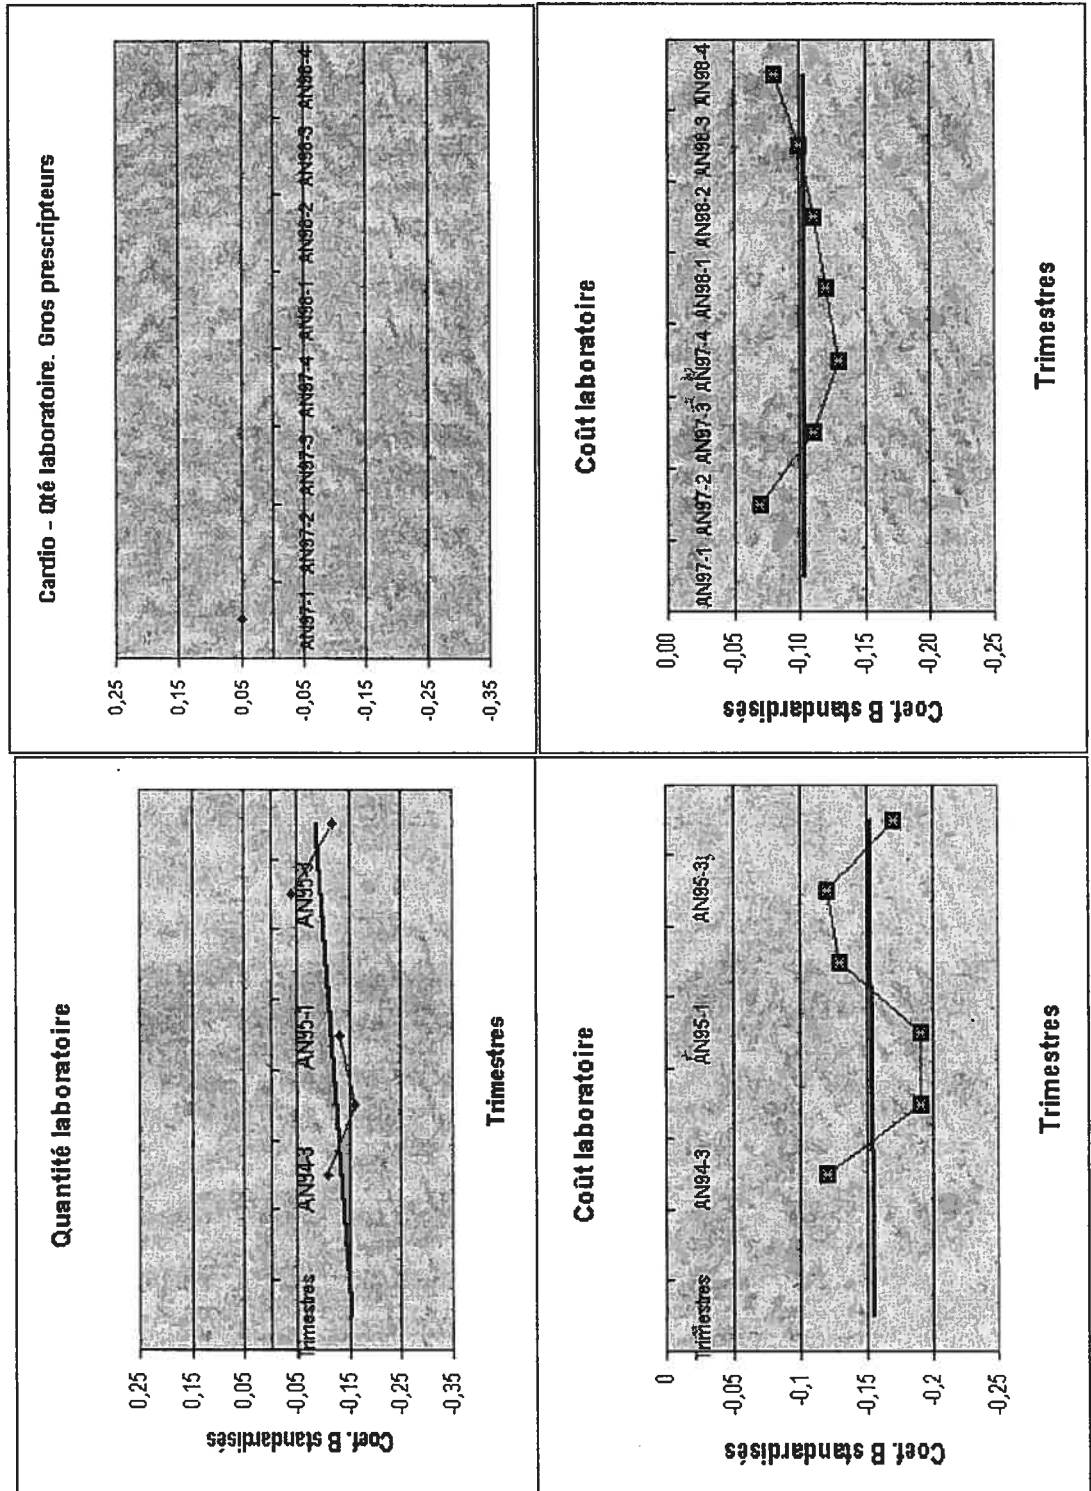 Quantité laboratoire
0,25
0,15
0,05
-0,05
-0,15
-0,25
-0,35
Coef. B standardisés
Trimestres AN94-3 AN95-1 AN95-3
Trimestres
Cardio - Qté laboratoire. Gros prescripteurs
0,25
0,15
0,05
-0,05
-0,15
-0,25
-0,35
AN97-1 AN97-2 AN97-3 AN97-4 AN98-1 AN98-2 AN98-3 AN98-4
Coût laboratoire
0
-0,05
-0,1
-0,15
-0,2
-0,25
Coef. B standardisés
Trimestres AN94-3 AN95-1 AN95-3
Trimestres
Coût laboratoire
0,00
-0,05
-0,10
-0,15
-0,20
-0,25
Coef. B standardisés
AN97-1 AN97-2 AN97-3 AN97-4 AN98-1 AN98-2 AN98-3 AN98-4
Trimestres